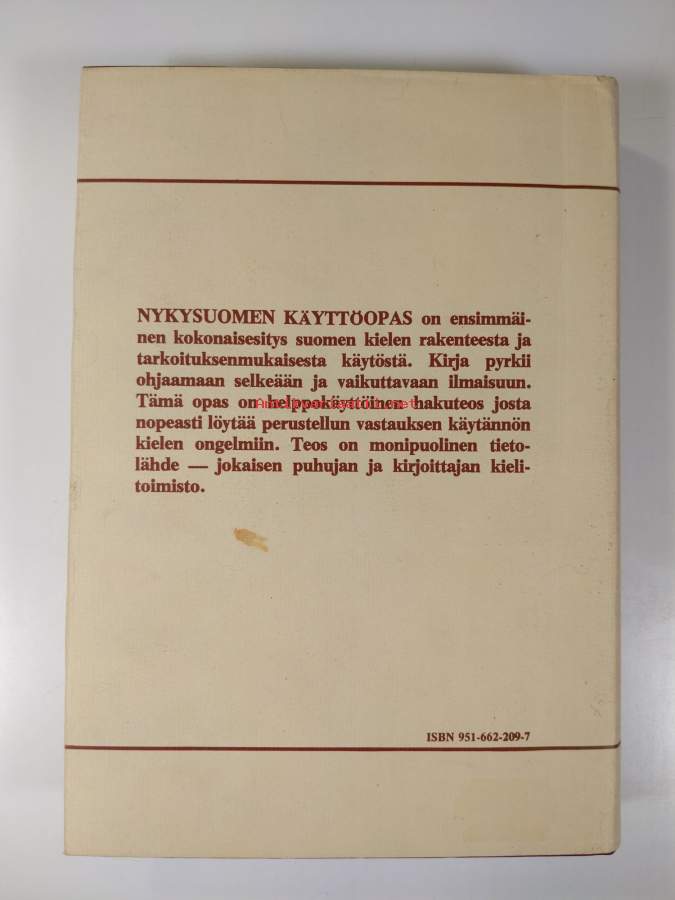 NYKYSUOMEN KÄYTTÖOPAS on ensimmäi-
nen kokonaisesitys suomen kielen rakenteesta ja
tarkoituksenmukaisesta käytöstä. Kirja pyrkii
ohjaamaan selkeään ja vaikuttavaan ilmaisuun.
Tämä opas on helppokäyttöinen hakuteos josta
nopeasti löytää perustellun vastauksen käytännön
kielen ongelmiin. Teos on monipuolinen tieto-
lähde — jokaisen puhujan ja kirjoittajan kieli-
toimisto.
ISBN 951-662-209-7